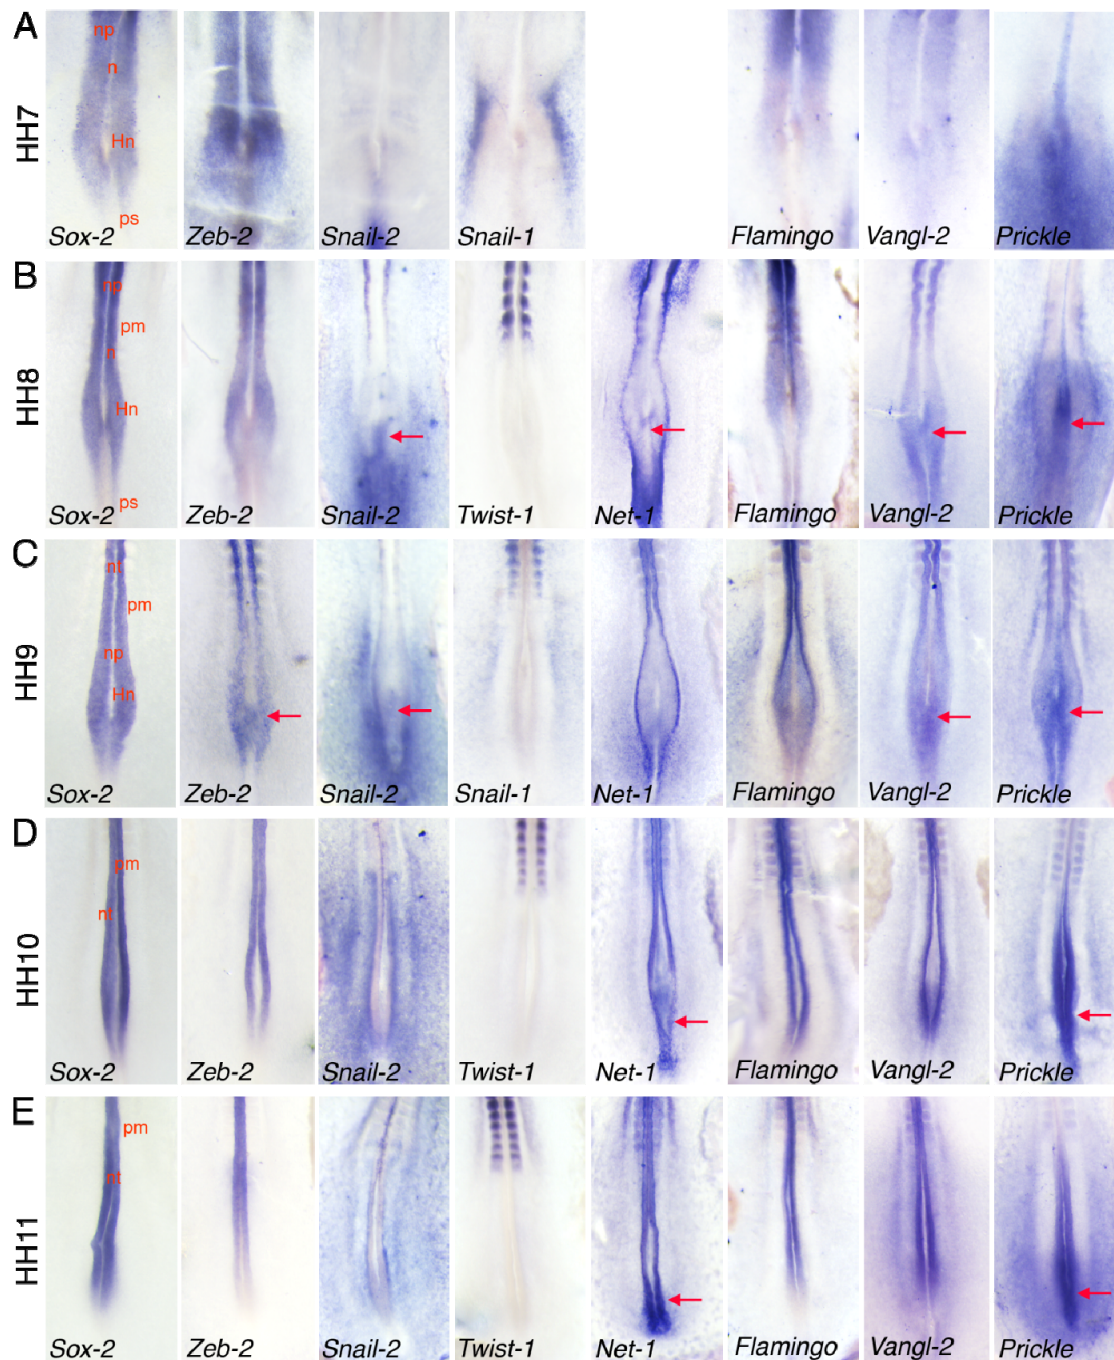 A
HH7
np
n
Hn
ps
Sox-2
Zeb-2
Snail-2
Snail-1
Flamingo
Vangl-2
Prickle
B
HH8
np
pm
n
Hn
ps
Sox-2
Zeb-2
Snail-2
Twist-1
Net-1
Flamingo
Vangl-2
Prickle
C
HH9
nt
pm
np
Hn
Sox-2
Zeb-2
Snail-2
Snail-1
Net-1
Flamingo
Vangl-2
Prickle
D
HH10
pm
nt
Sox-2
Zeb-2
Snail-2
Twist-1
Net-1
Flamingo
Vangl-2
Prickle
E
HH11
pm
nt
Sox-2
Zeb-2
Snail-2
Twist-1
Net-1
Flamingo
Vangl-2
Prickle